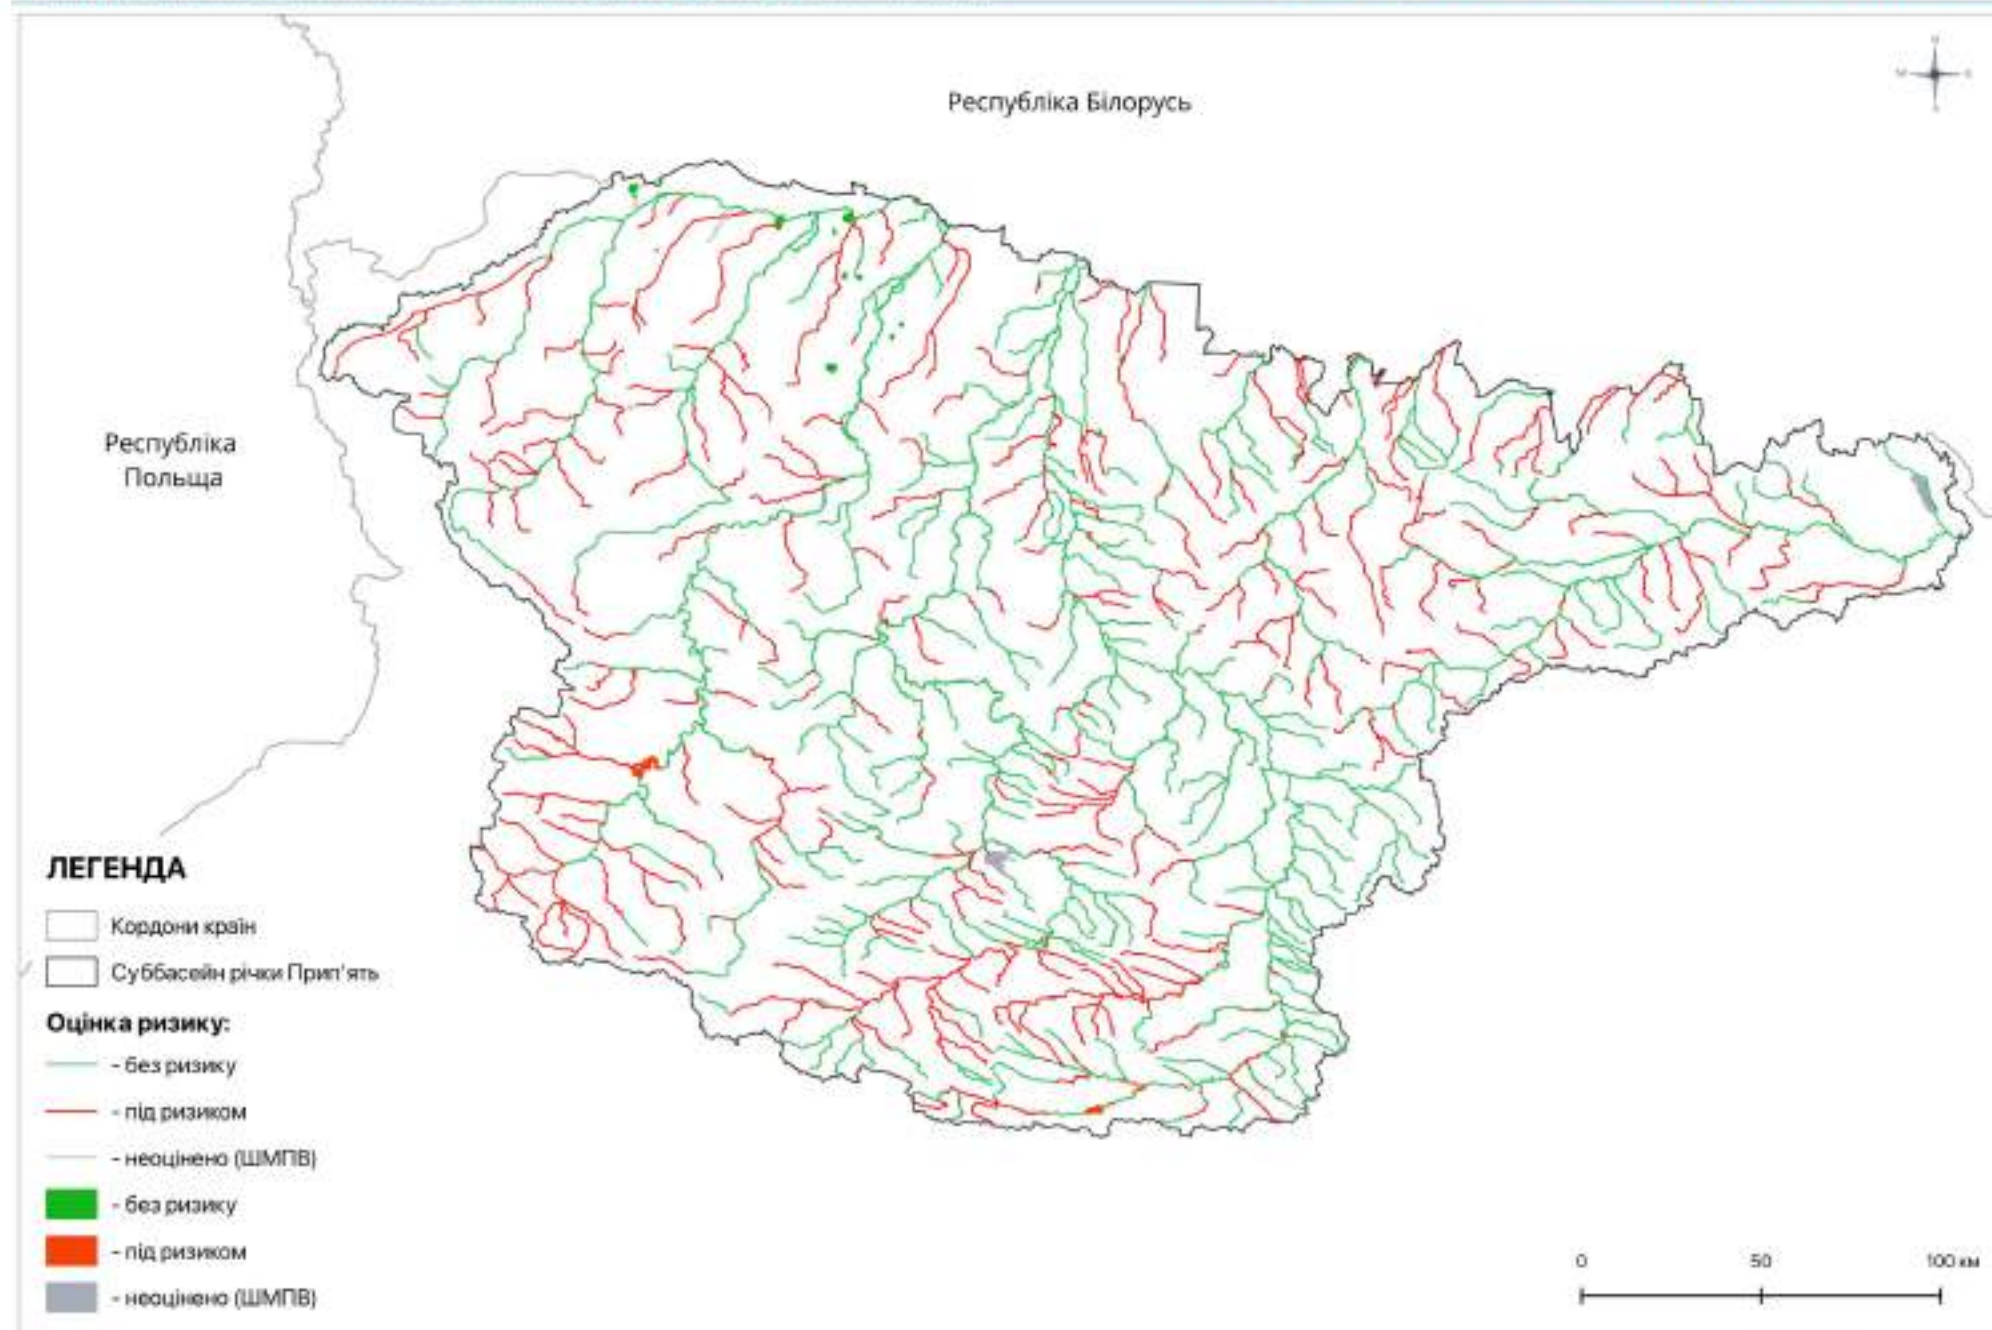 Республіка Білорусь
Республіка
Польща
ЛЕГЕНДА
Кордони країн
Суббасейн річки Прип'ять
Оцінка ризику:
- без ризику
- під ризиком
- неоцінено (ШМПВ)
- без ризику
- під ризиком
- неоцінено (ШМПВ)
0 50 100 км